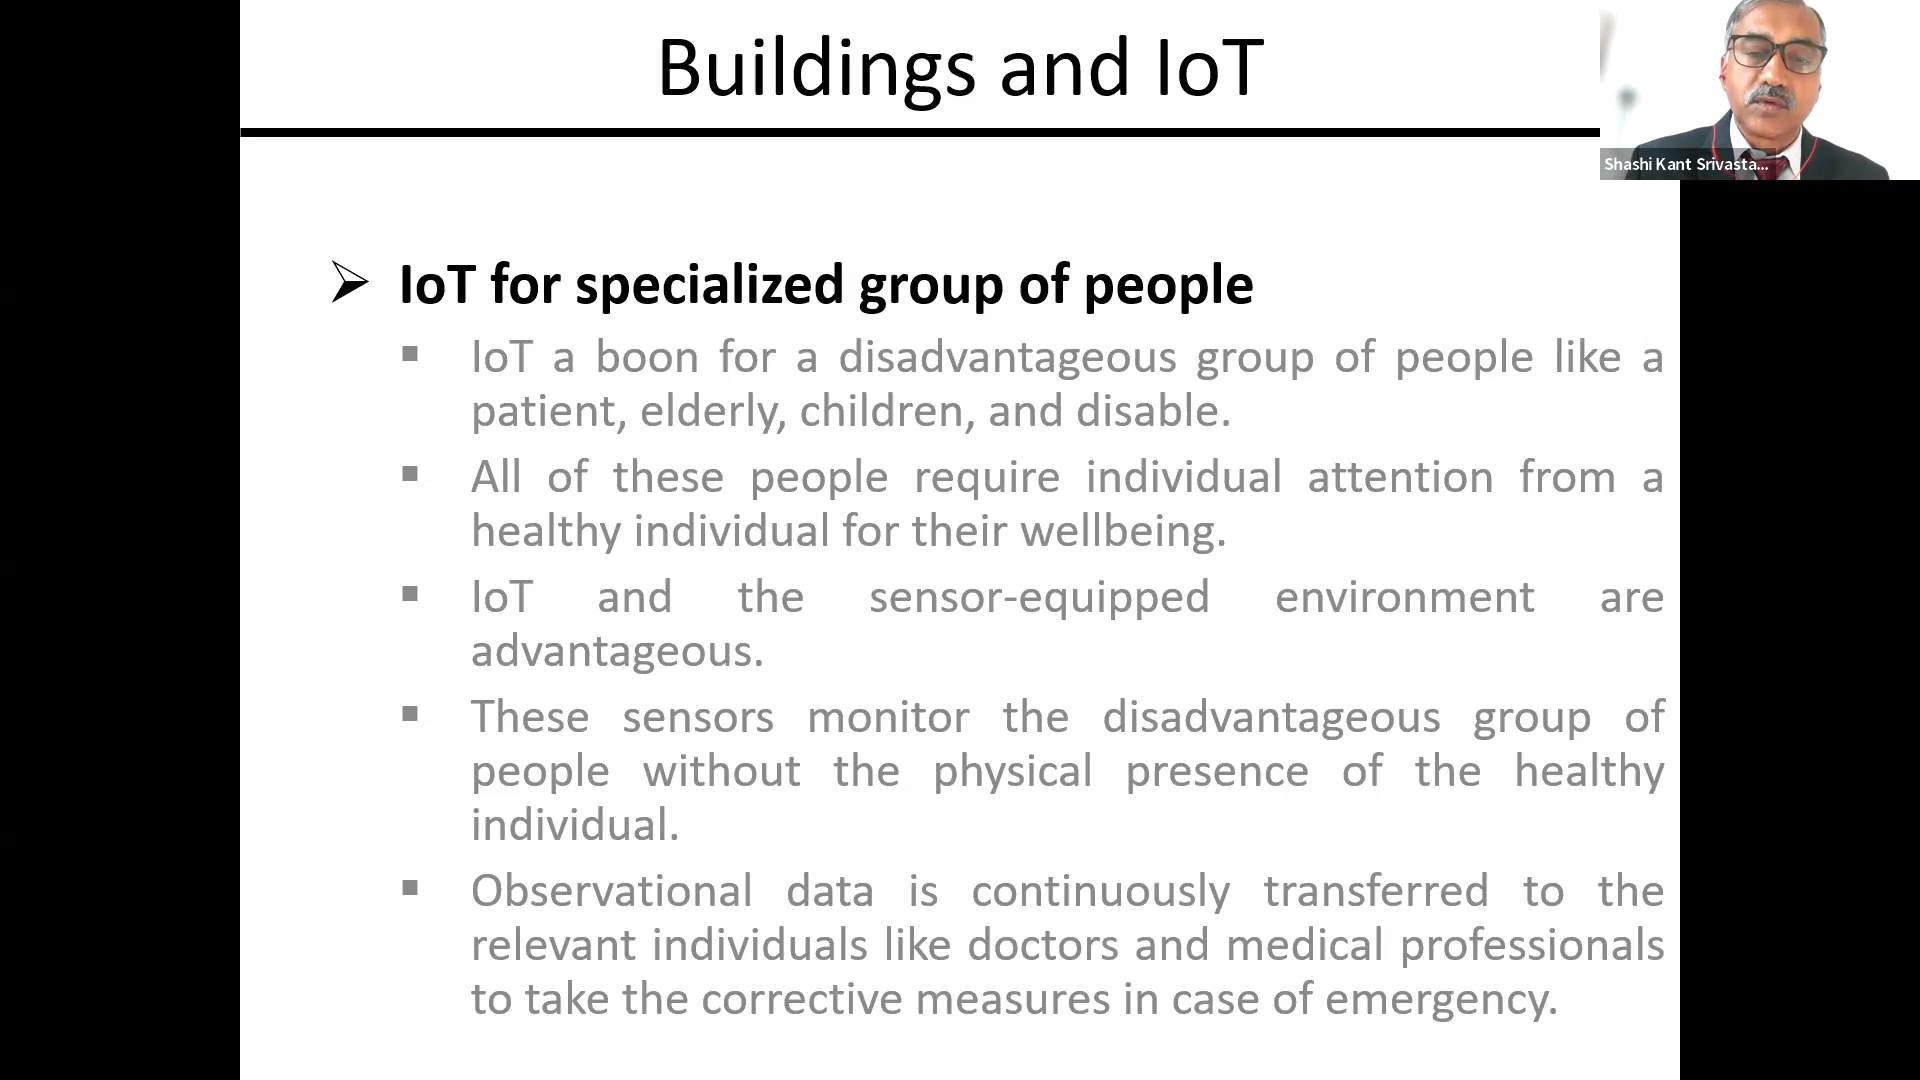 Buildings and IoT
Shashi Kant Srivasta...
IoT for specialized group of people
IoT a boon for a disadvantageous group of people like a
patient, elderly, children, and disable.
All of these people require individual attention from a
healthy individual for their wellbeing.
IoT and the sensor-equipped environment are
advantageous.
These sensors monitor the disadvantageous group of
people without the physical presence of the healthy
individual.
Observational data is continuously transferred to the
relevant individuals like doctors and medical professionals
to take the corrective measures in case of emergency.